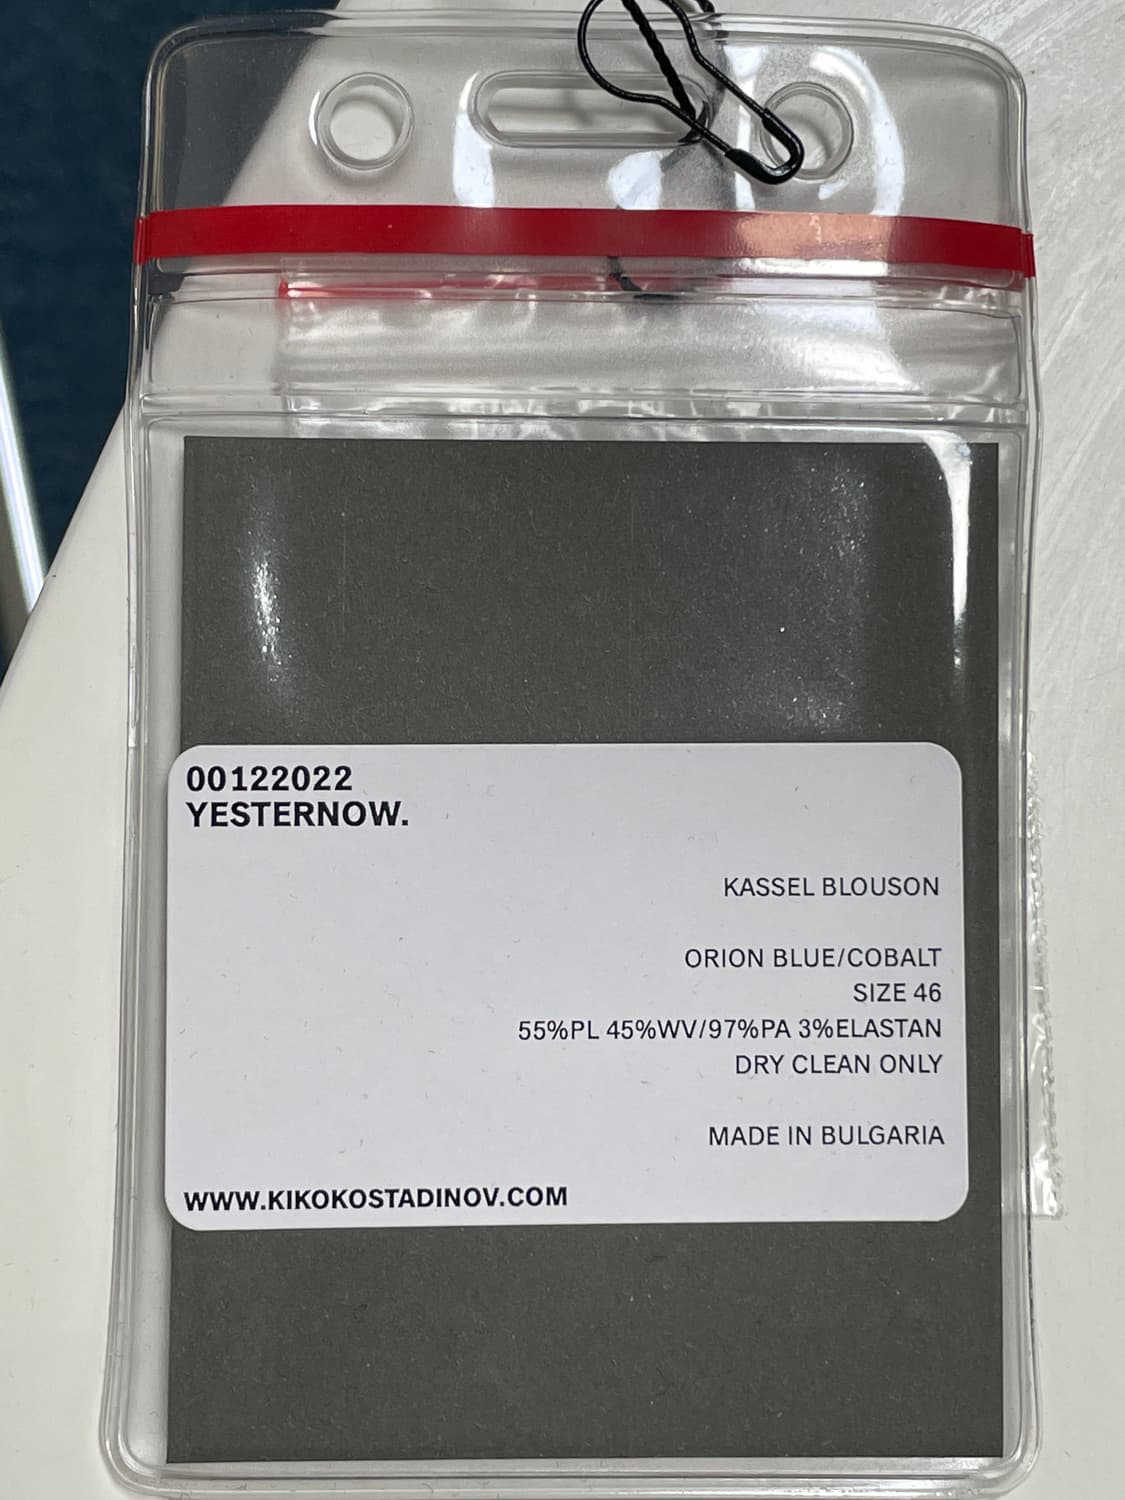 00122022
YESTERNOW.
KASSEL BLOUSON
ORION BLUE/COBALT
SIZE 46
55%PL 45%WV/97%PA 3%ELASTAN
DRY CLEAN ONLY
MADE IN BULGARIA
WWW.KIKOKOSTADINOV.COM